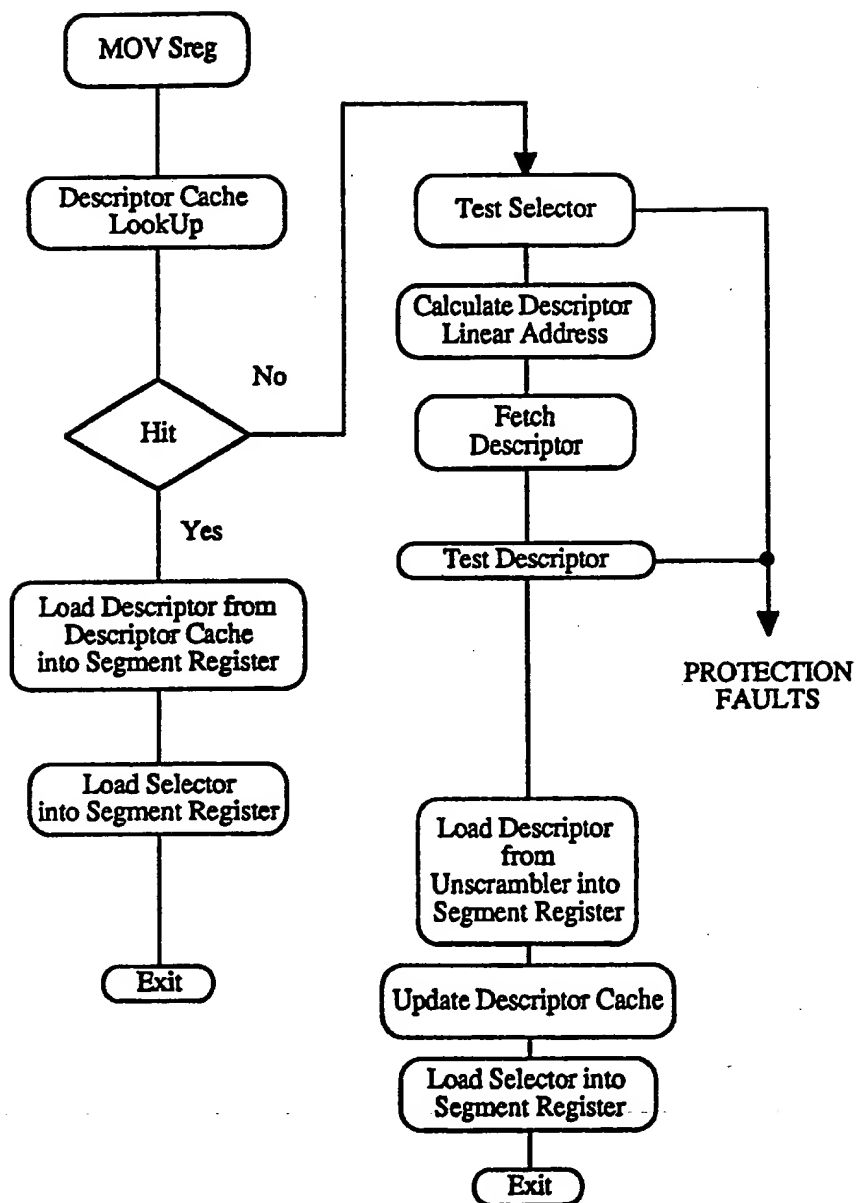 MOV Sreg
Descriptor Cache
LookUp
Hit
No
Yes
Load Descriptor from
Descriptor Cache
into Segment Register
Load Selector
into Segment Register
Exit
Test Selector
Calculate Descriptor
Linear Address
Fetch
Descriptor
Test Descriptor
PROTECTION
FAULTS
Load Descriptor
from
Unscrambler into
Segment Register
Update Descriptor Cache
Load Selector into
Segment Register
Exit